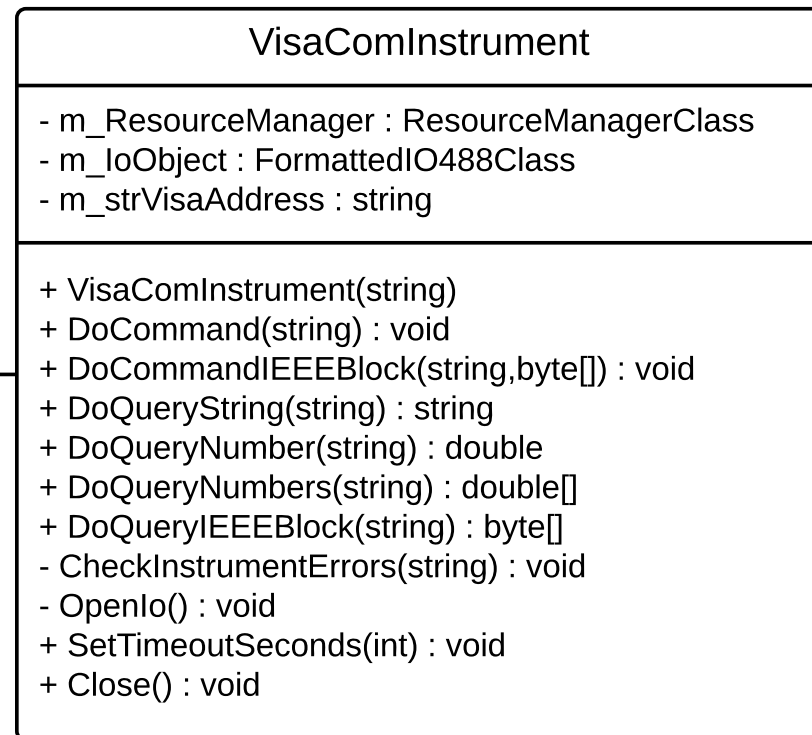 VisaComInstrument
- m_ResourceManager : ResourceManagerClass
- m_IoObject : FormattedIO488Class
- m_strVisaAddress : string
+ VisaComInstrument(string)
+ DoCommand(string) : void
+ DoCommandIEEEBlock(string,byte[]) : void
+ DoQueryString(string) : string
+ DoQueryNumber(string) : double
+ DoQueryNumbers(string) : double[]
+ DoQueryIEEEBlock(string) : byte[]
- CheckInstrumentErrors(string) : void
- OpenIo() : void
+ SetTimeoutSeconds(int) : void
+ Close() : void